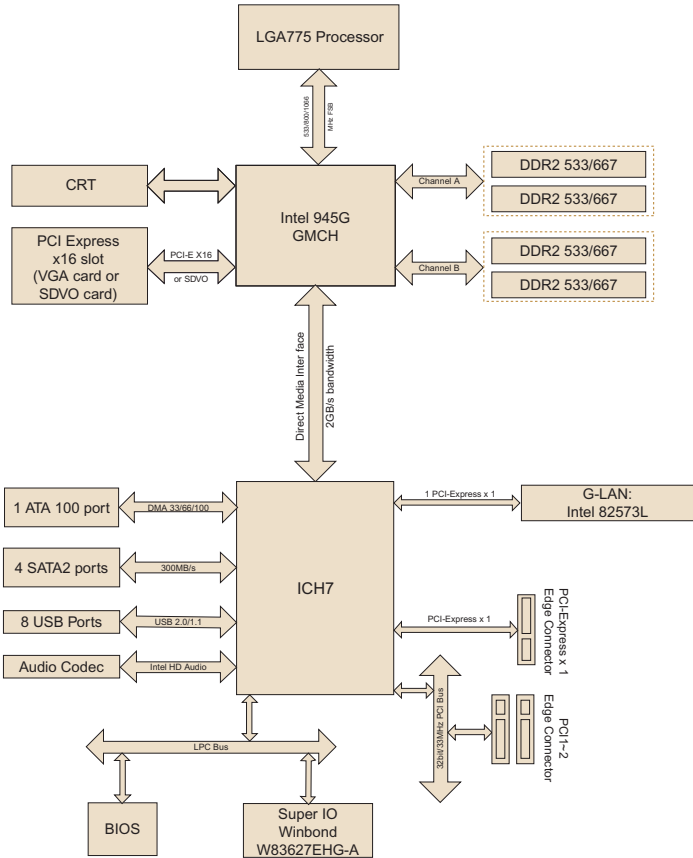 LGA775 Processor
533/800/1066
MHz FSB
CRT
Intel 945G
GMCH
Channel A
DDR2 533/667
DDR2 533/667
PCI Express
x16 slot
(VGA card or
SDVO card)
PCI-E X16
or SDVO
Channel B
DDR2 533/667
DDR2 533/667
Direct Media Inter face
2GB/s bandwidth
1 ATA 100 port
DMA 33/66/100
ICH7
1 PCI-Express x 1
G-LAN:
Intel 82573L
4 SATA2 ports
300MB/s
8 USB Ports
USB 2.0/1.1
PCI-Express x 1
PCI-Express x 1
Edge Connector
Audio Codec
Intel HD Audio
32bit/33MHz PCI Bus
PCI1~2
Edge Connector
LPC Bus
BIOS
Super IO
Winbond
W83627EHG-A